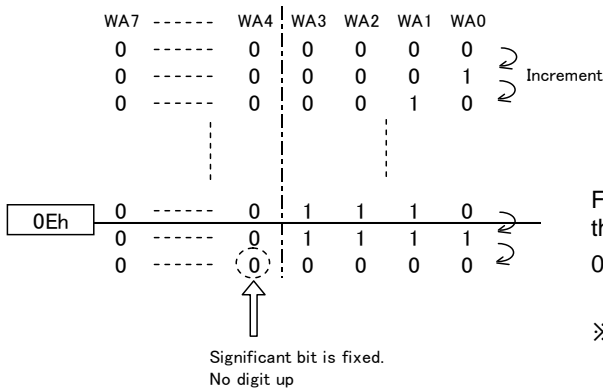 WA7 ------ WA4 WA3 WA2 WA1 WA0
0 ------ 0 0 0 0 0
0 ------ 0 0 0 0 1
Increment
0 ------ 0 0 0 1 0
0Eh
0 ------ 0 1 1 1 0
0 ------ 0 1 1 1 1
0 ------ 0 0 0 0 0
F
th
0
※
Significant bit is fixed.
No digit up